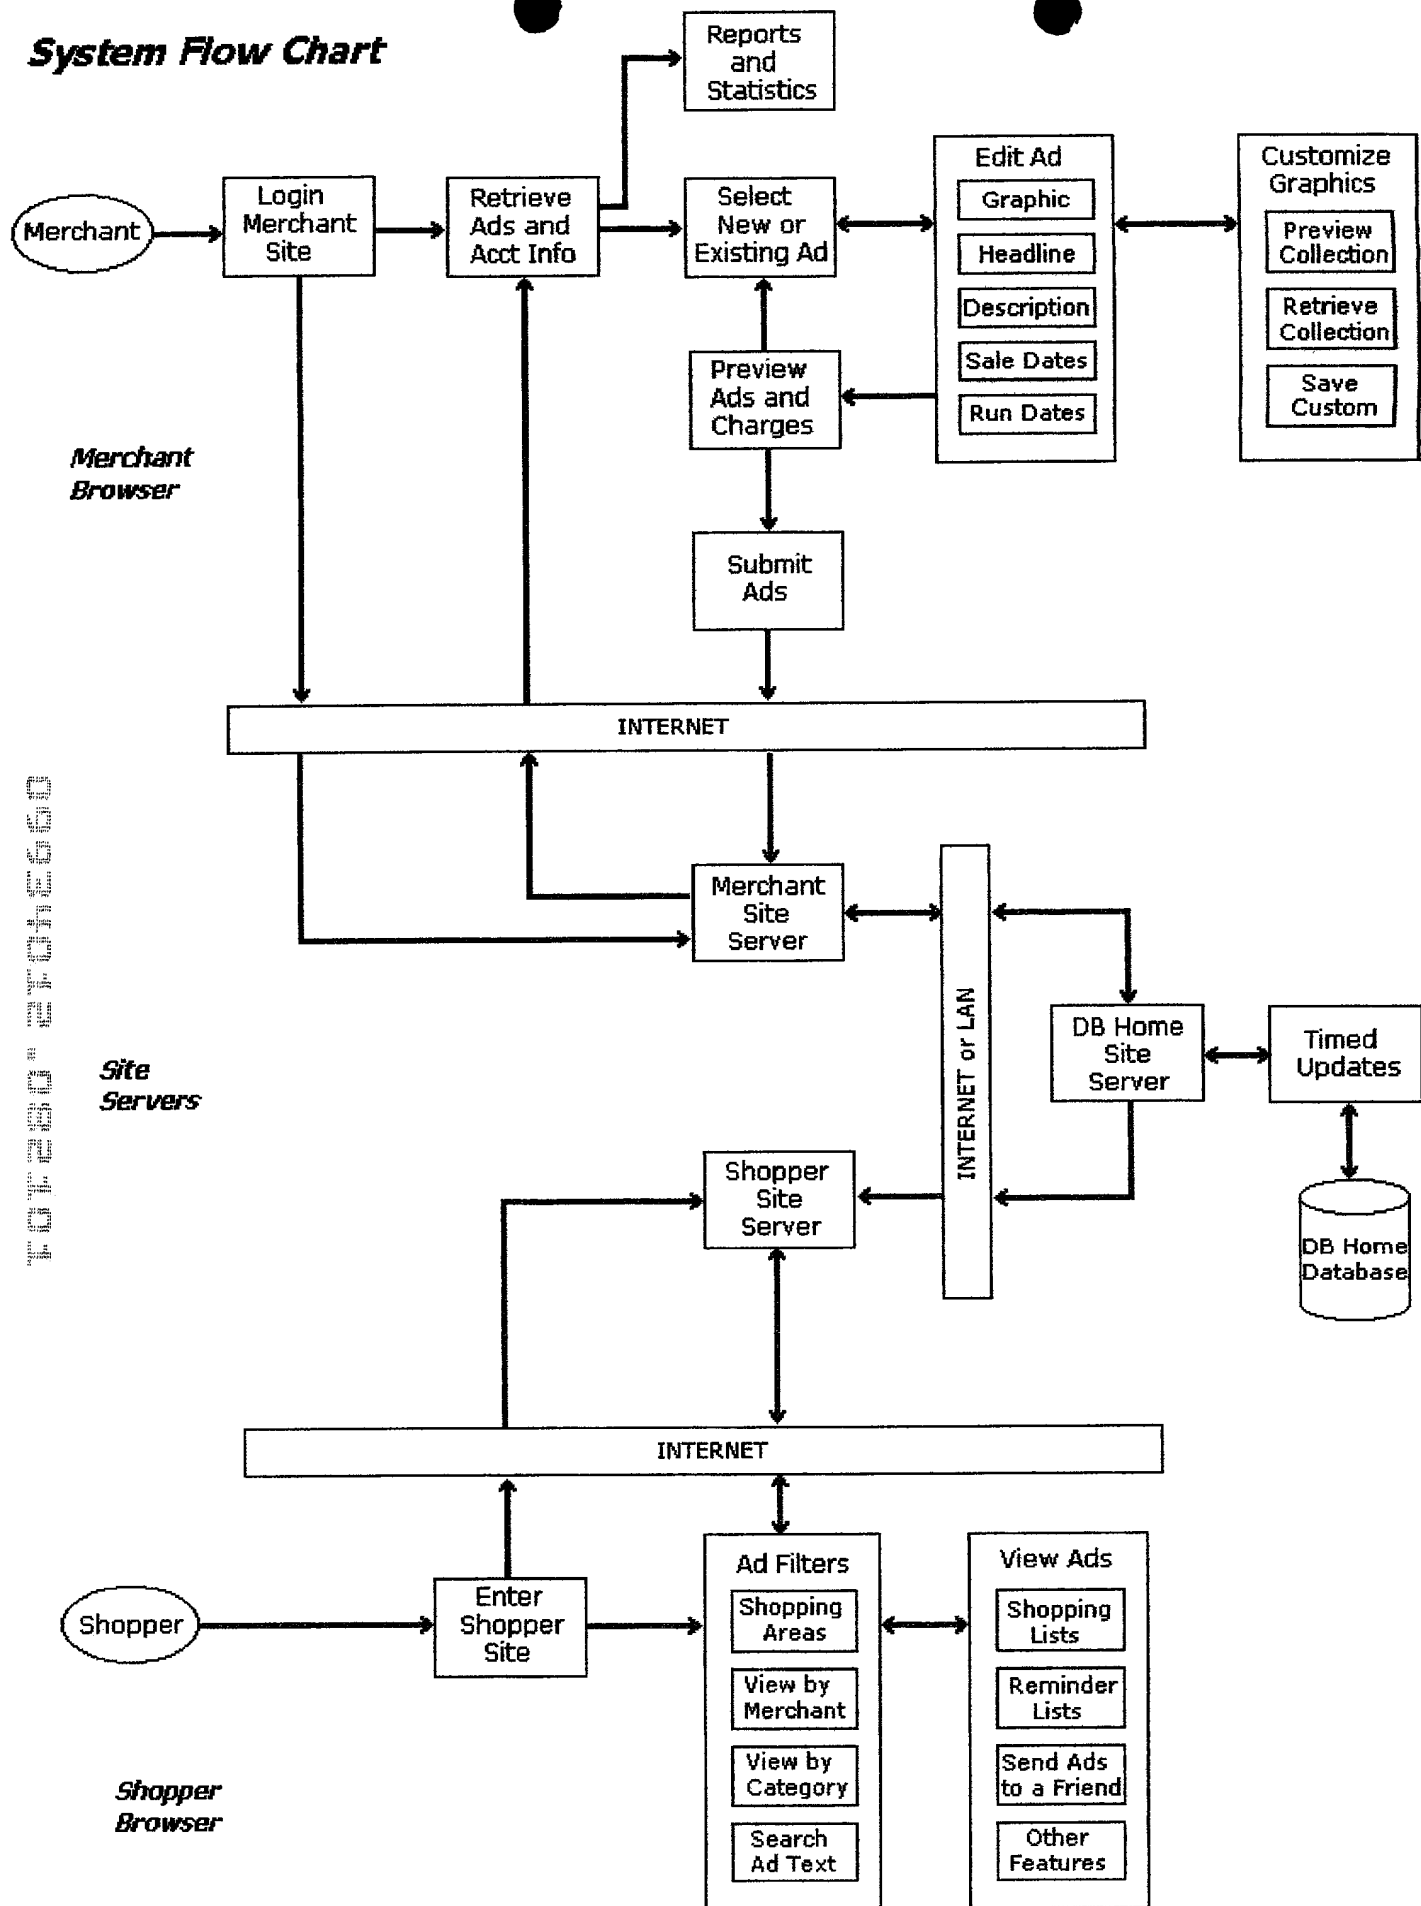 System Flow Chart
Reports
and
Statistics
Merchant
Login
Merchant
Site
Retrieve
Ads and
Acct Info
Select
New or
Existing Ad
Edit Ad
Graphic
Headline
Description
Sale Dates
Run Dates
Customize
Graphics
Preview
Collection
Retrieve
Collection
Save
Custom
Preview
Ads and
Charges
Merchant
Browser
Submit
Ads
INTERNET
Merchant
Site
Server
INTERNET or LAN
DB Home
Site
Server
Timed
Updates
Site
Servers
Shopper
Site
Server
DB Home
Database
INTERNET
Shopper
Enter
Shopper
Site
Ad Filters
Shopping
Areas
View by
Merchant
View by
Category
Search
Ad Text
View Ads
Shopping
Lists
Reminder
Lists
Send Ads
to a Friend
Other
Features
Shopper
Browser